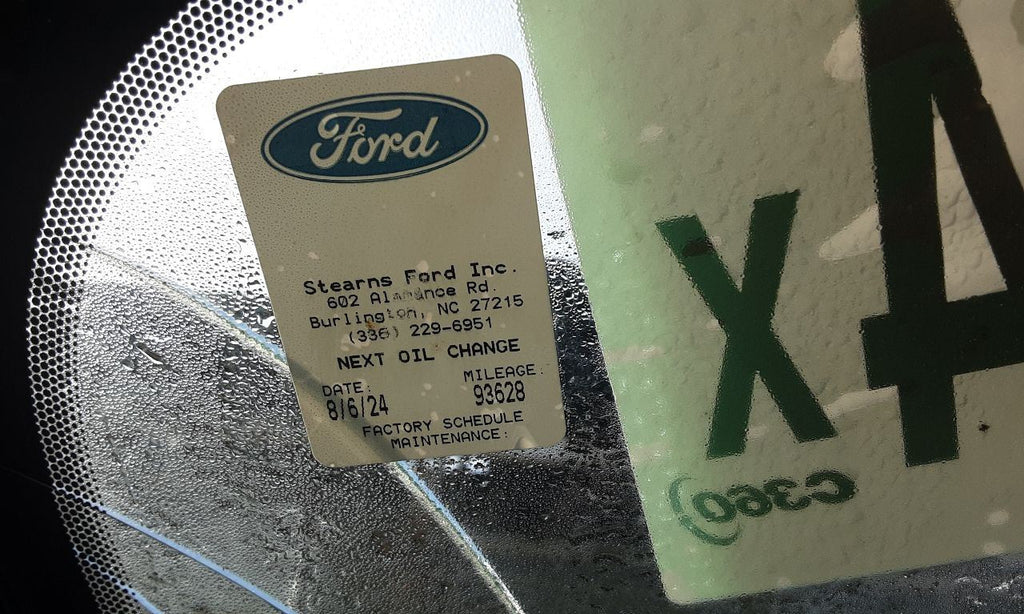 Ford
Stearns Ford Inc.
602 Alamance Rd.
Burlington, NC 27215
(336) 229-6951
NEXT OIL CHANGE
DATE: MILEAGE:
8/6/24 93628
FACTORY SCHEDULE
MAINTENANCE:
X 4
c360)